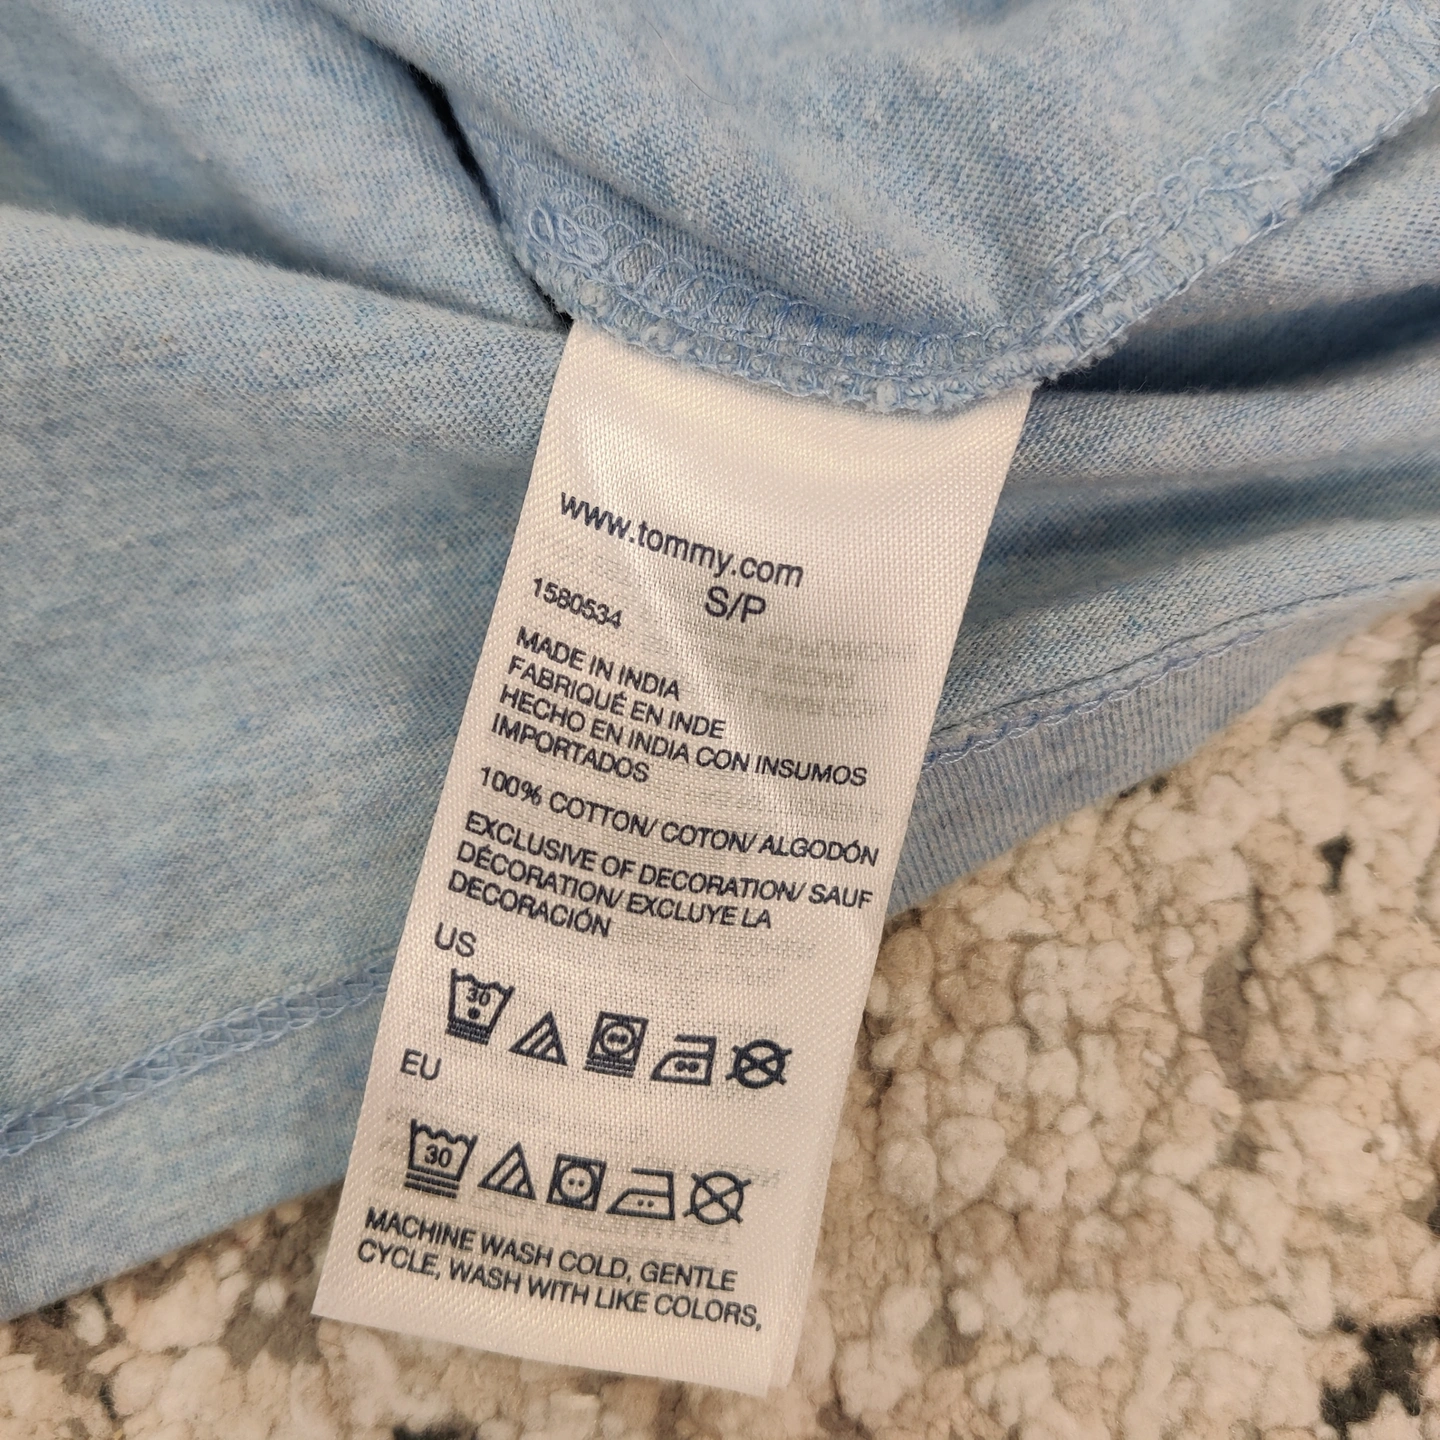 www.tommy.com
S/P
1580534
MADE IN INDIA
FABRIQUÉ EN INDE
HECHO EN INDIA CON INSUMOS
IMPORTADOS
100% COTTON/ COTON/ ALGODÓN
EXCLUSIVE OF DECORATION/ SAUF
DÉCORATION/ EXCLUYE LA
DECORACIÓN
US
30
EU
30
MACHINE WASH COLD, GENTLE
CYCLE, WASH WITH LIKE COLORS,